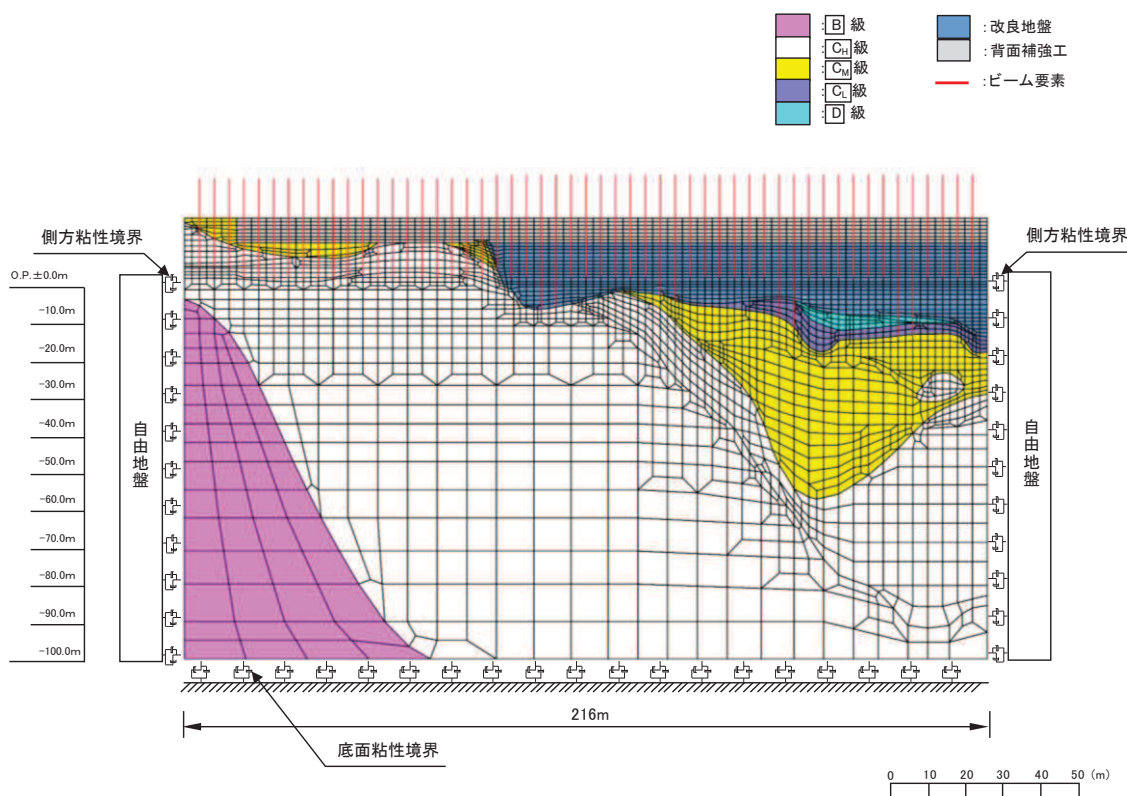 :B 級
:CH級
:CM級
:CL級
:D 級
:改良地盤
:背面補強工
:ビーム要素
側方粘性境界
側方粘性境界
O.P.±0.0m
-10.0m
-20.0m
-30.0m
-40.0m
-50.0m
-60.0m
-70.0m
-80.0m
-90.0m
-100.0m
自由地盤
自由地盤
216m
底面粘性境界
0 10 20 30 40 50 (m)